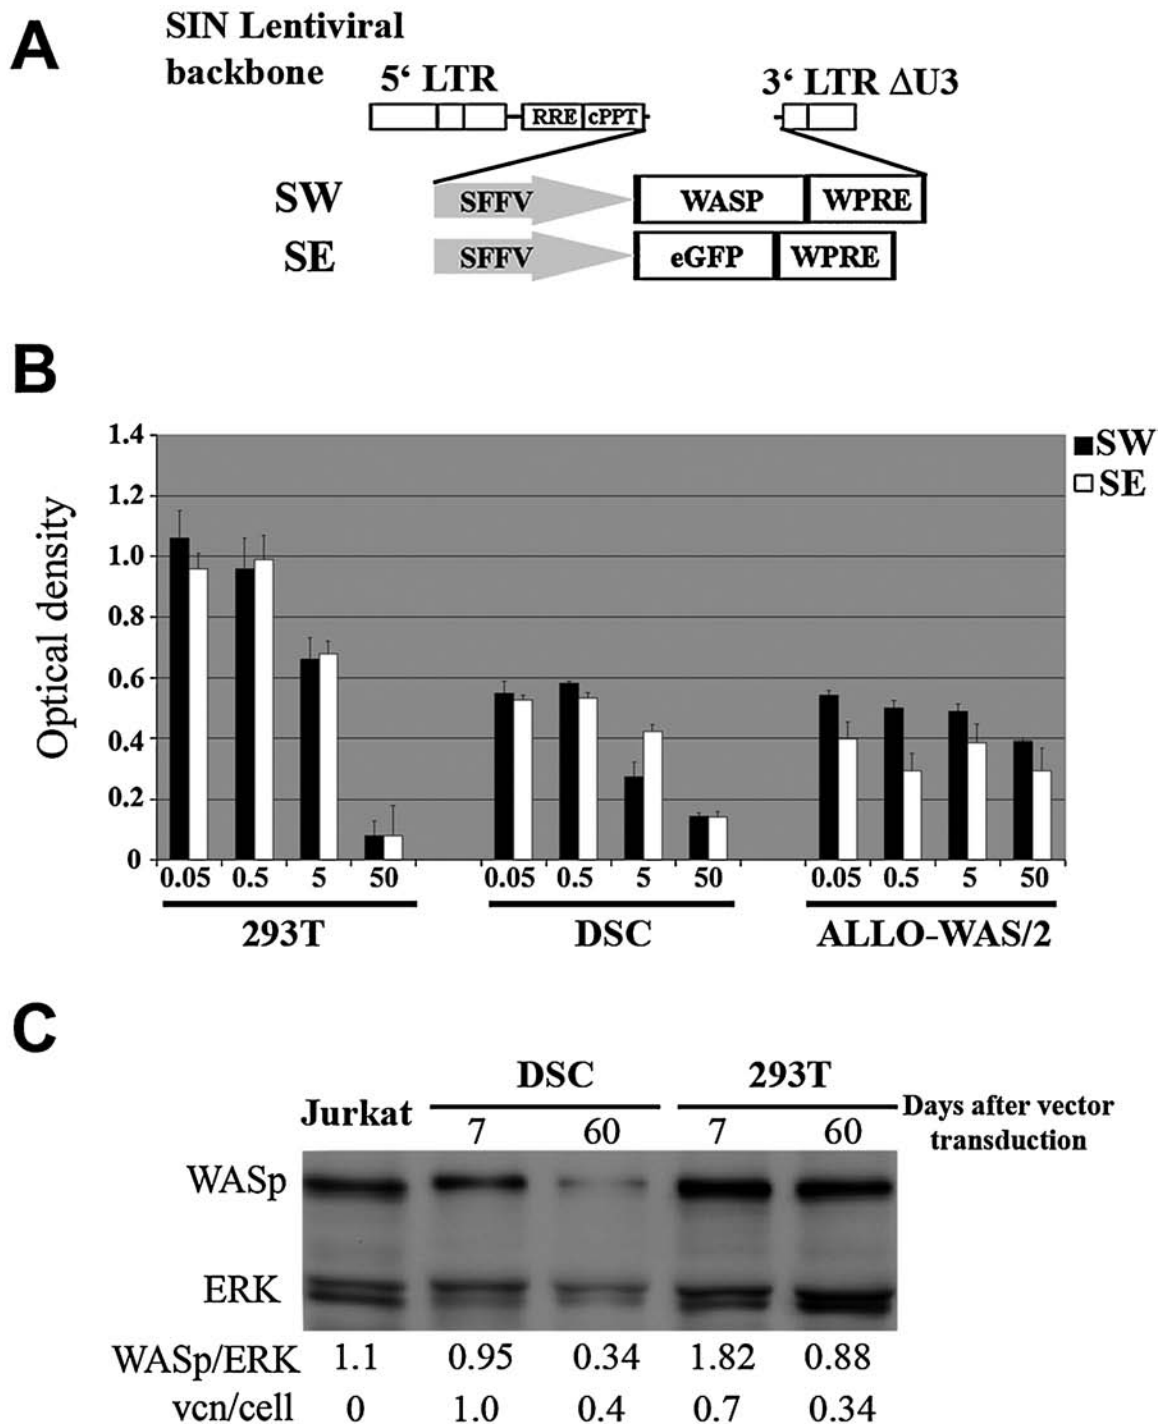 A
SIN Lentiviral
backbone
5‘ LTR
3‘ LTR ΔU3
RRE cPPT
SW SFFV WASP WPRE
SE SFFV eGFP WPRE
B
Optical density
1.4
1.2
1.0
0.8
0.6
0.4
0.2
0
SW
SE
0.05 0.5 5 50 0.05 0.5 5 50 0.05 0.5 5 50
293T DSC ALLO-WAS/2
C
DSC 293T
Jurkat 7 60 7 60 Days after vector
transduction
WASp
ERK
WASp/ERK 1.1 0.95 0.34 1.82 0.88
vcn/cell 0 1.0 0.4 0.7 0.34